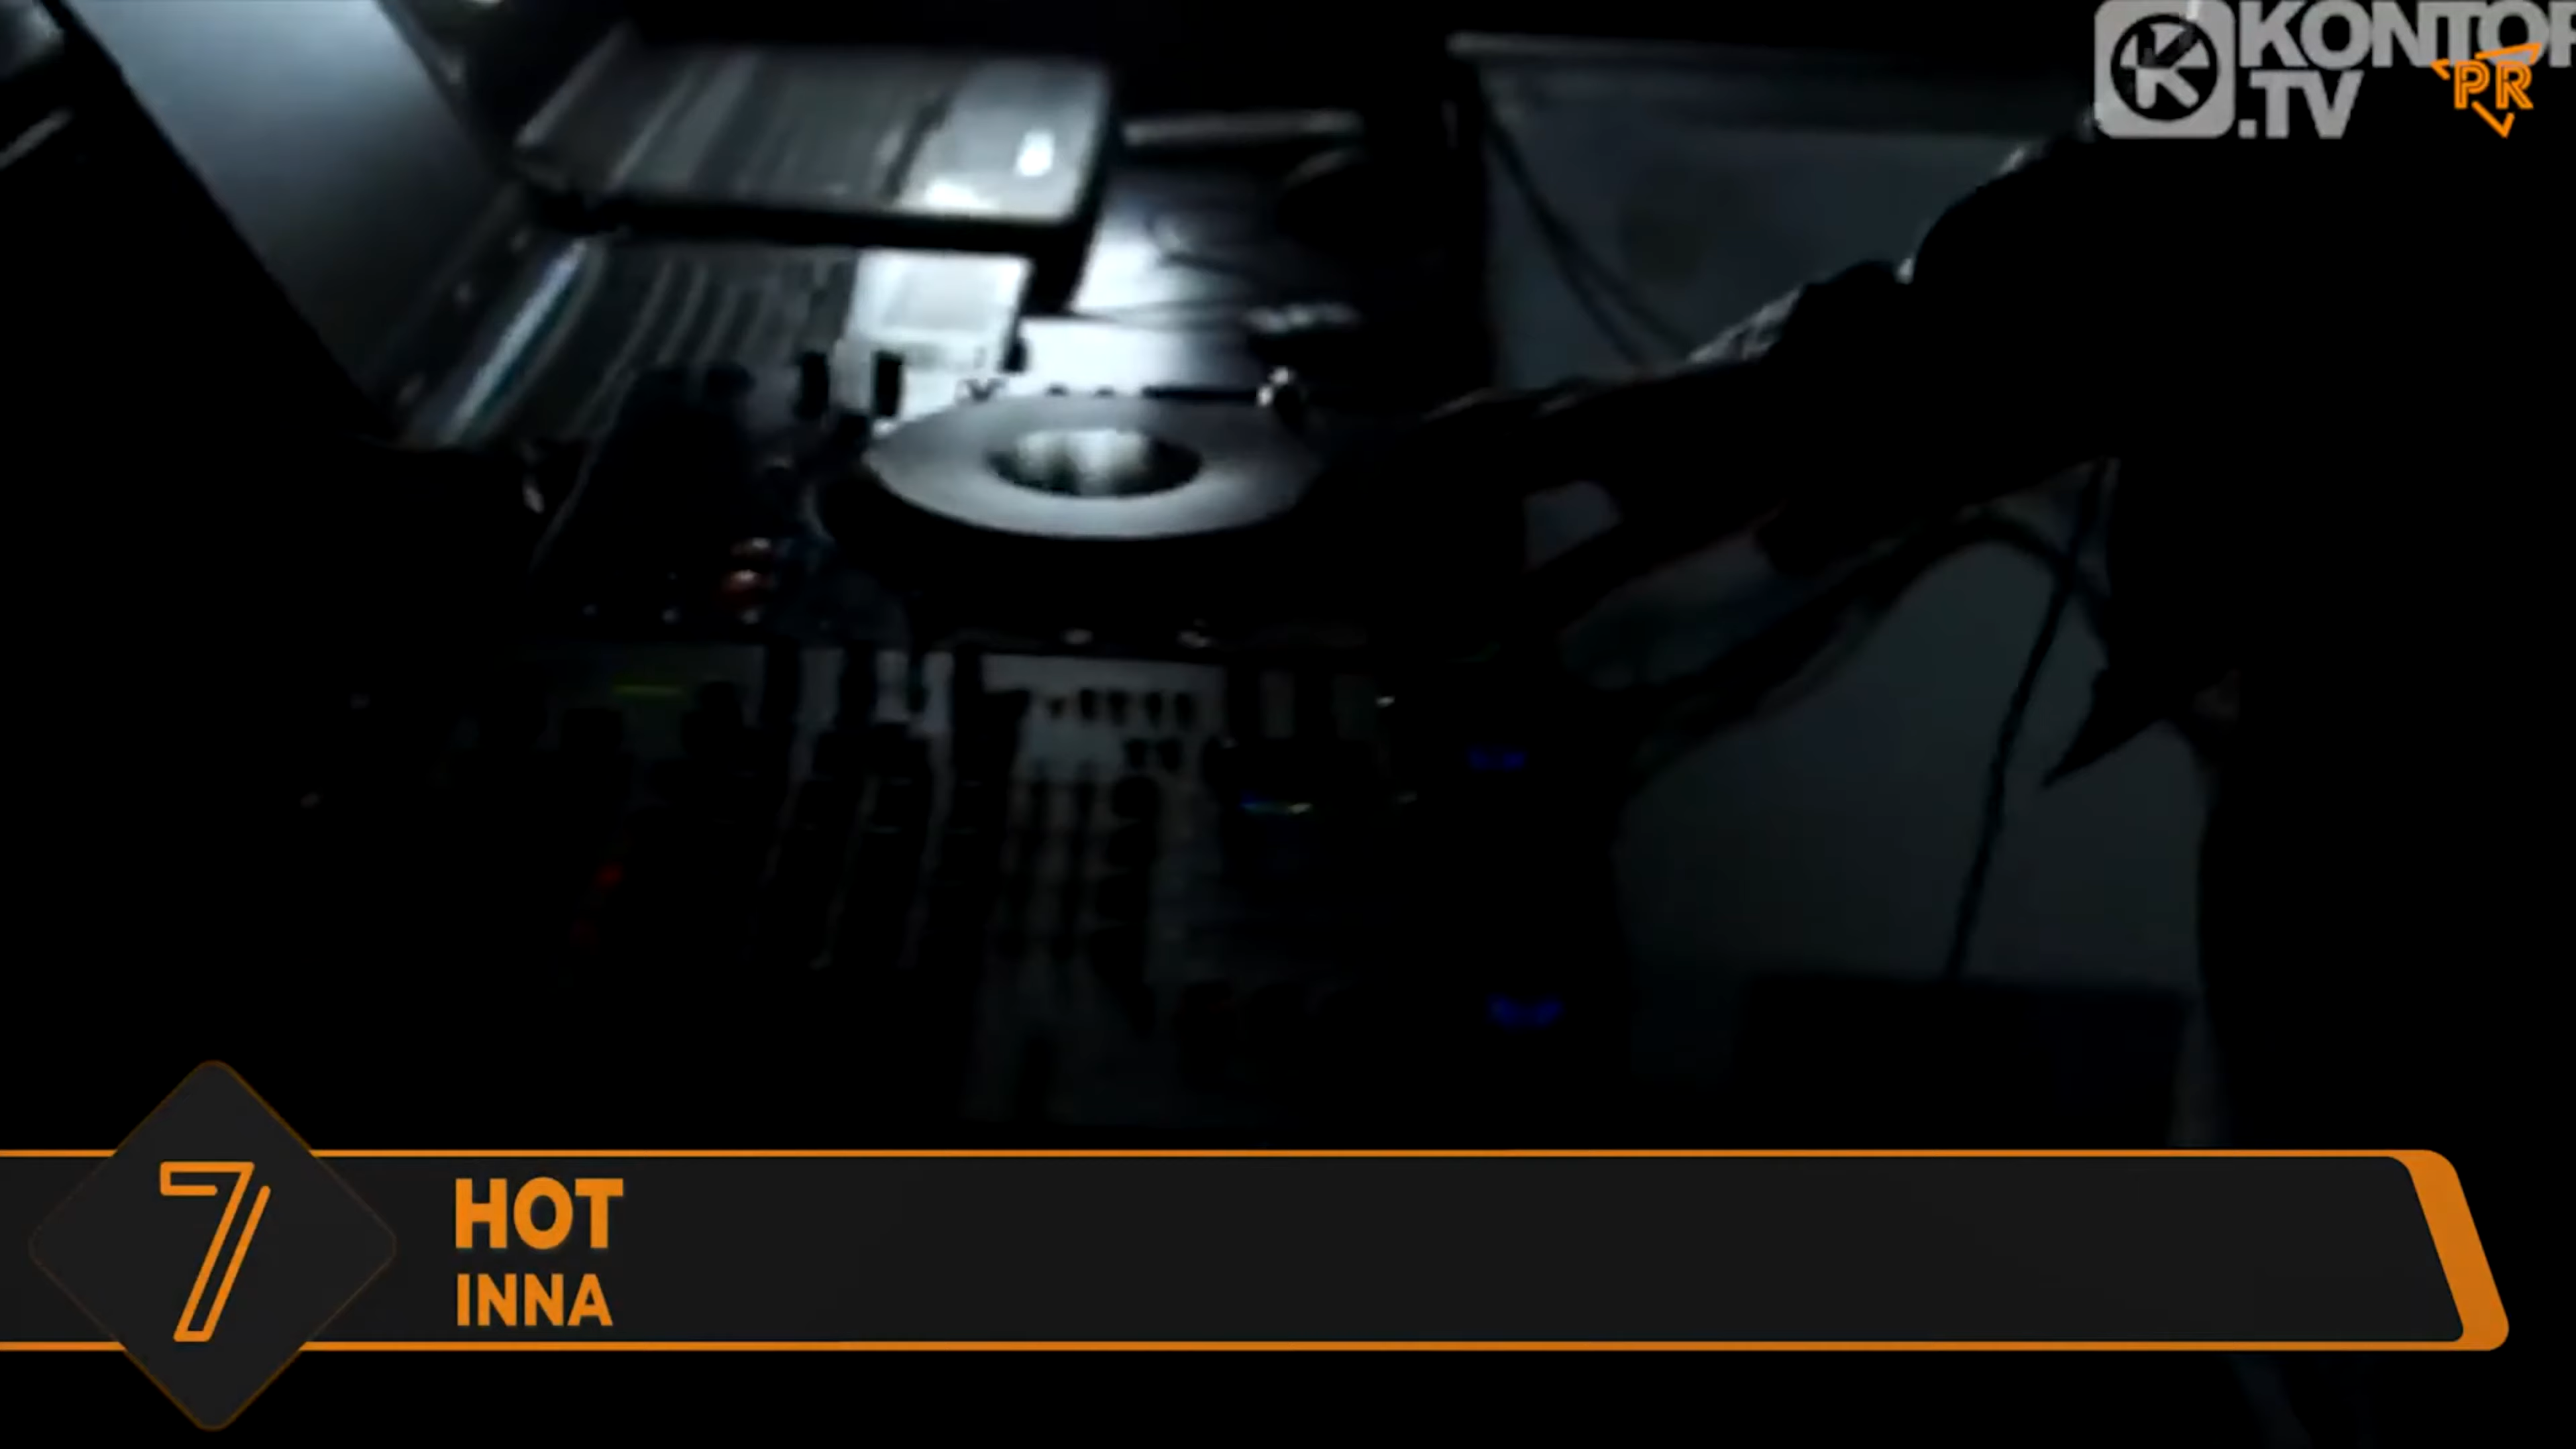 KONTOR
.TV
PR
7
HOT
INNA